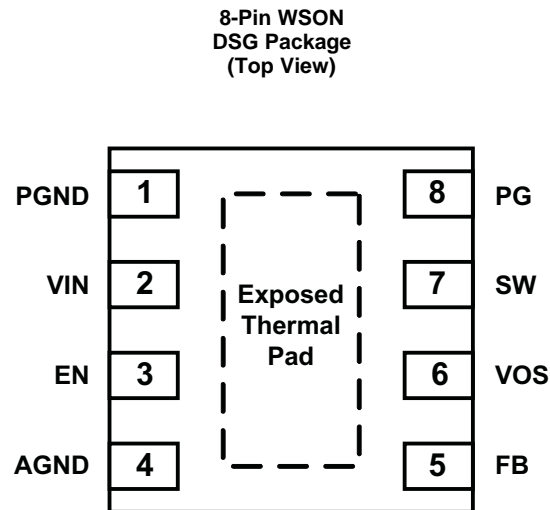 8-Pin WSON
DSG Package
(Top View)
PGND 1 8 PG
VIN 2 7 SW
Exposed
Thermal
Pad
EN 3 6 VOS
AGND 4 5 FB